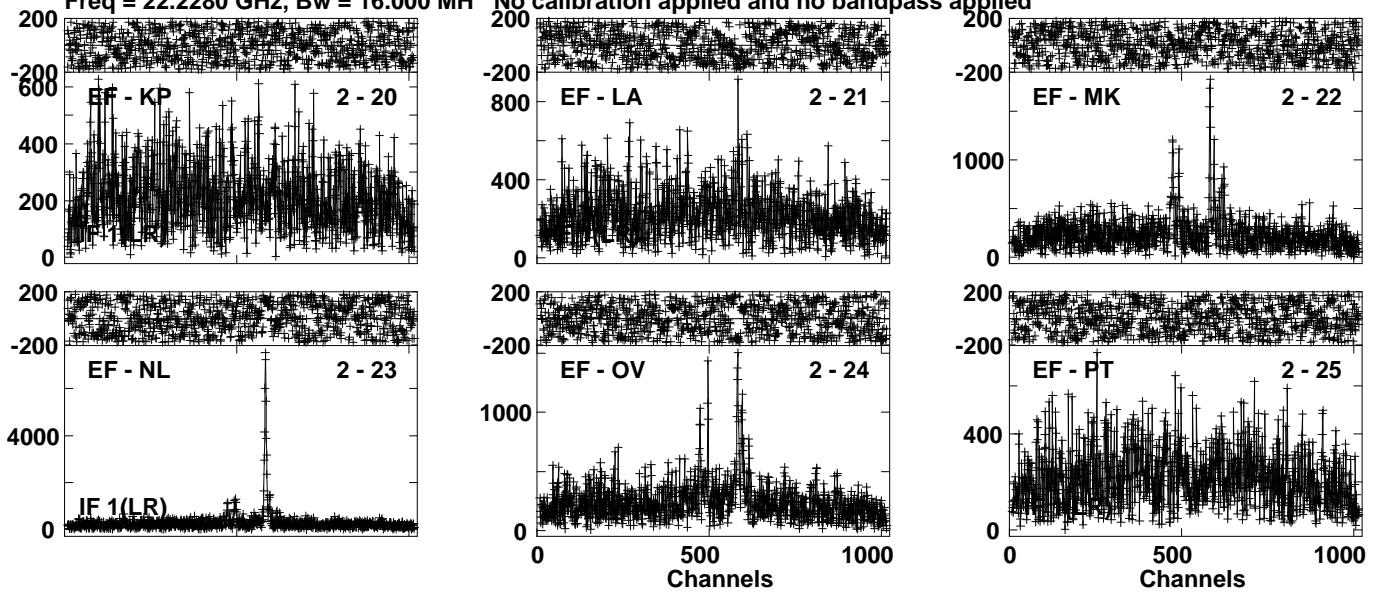 Freq = 22.2280 GHz, Bw = 16.000 MH No calibration applied and no bandpass applied
200
-200
600
400
200
0
EF - KP 2 - 20
200
-200
800
400
0
EF - LA 2 - 21
200
-200
1000
0
EF - MK 2 - 22
200
-200
4000
0
EF - NL 2 - 23
IF 1(LR)
200
-200
1000
0
EF - OV 2 - 24
0 500 1000
Channels
200
-200
400
0
EF - PT 2 - 25
0 500 1000
Channels